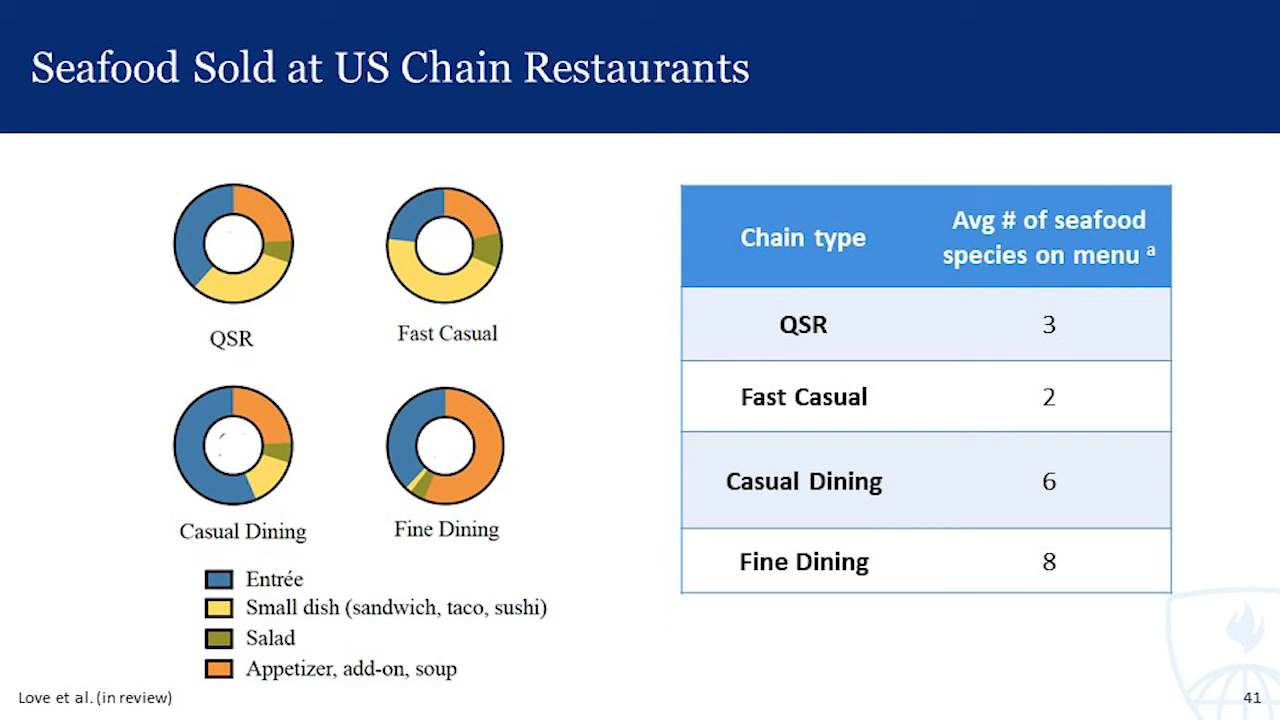 Seafood Sold at US Chain Restaurants
QSR
Fast Casual
Casual Dining
Fine Dining
Entrée
Small dish (sandwich, taco, sushi)
Salad
Appetizer, add-on, soup
Chain type
Avg # of seafood
species on menu a
QSR
3
Fast Casual
2
Casual Dining
6
Fine Dining
8
Love et al. (in review)
41